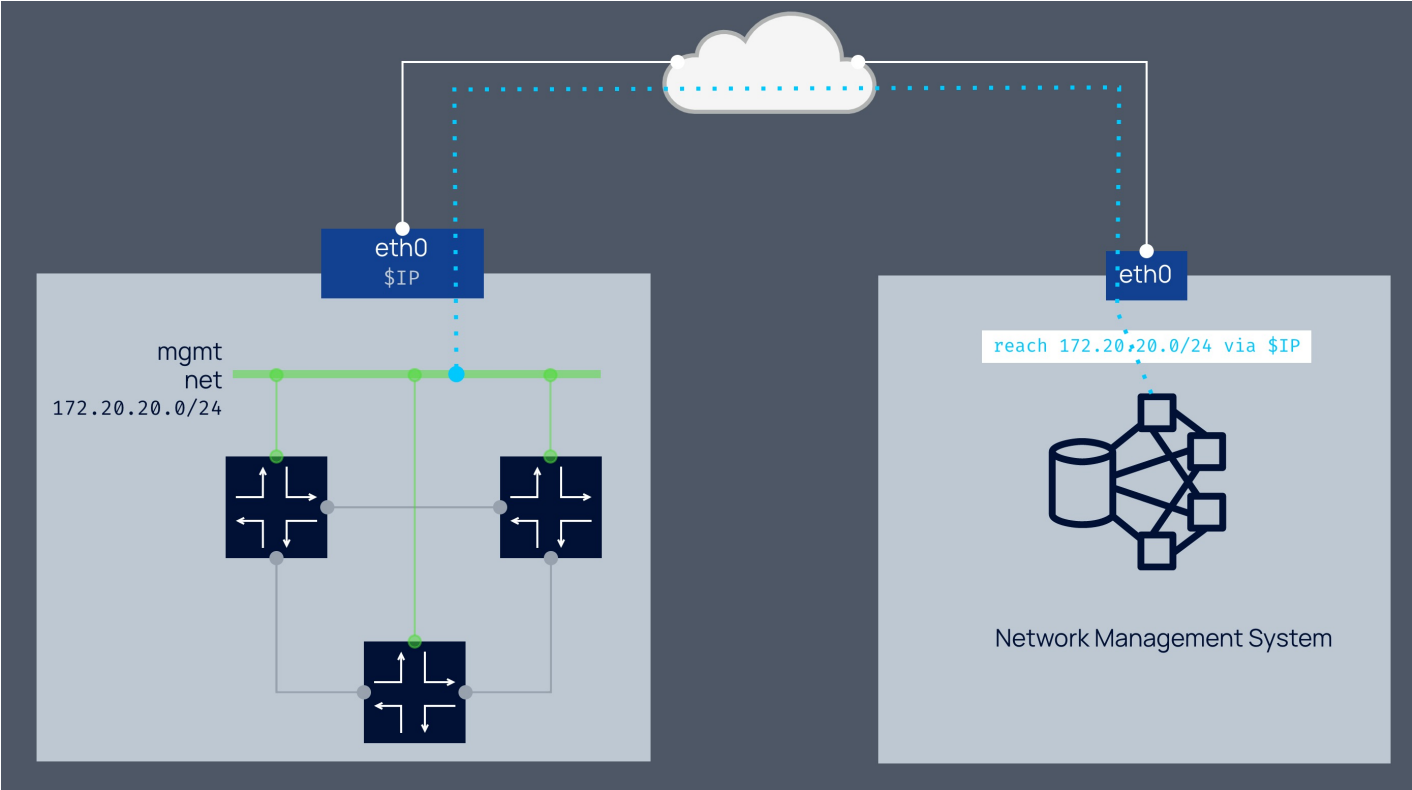 eth0
$IP
eth0
mgmt
net
172.20.20.0/24
reach 172.20.20.0/24 via $IP
Network Management System